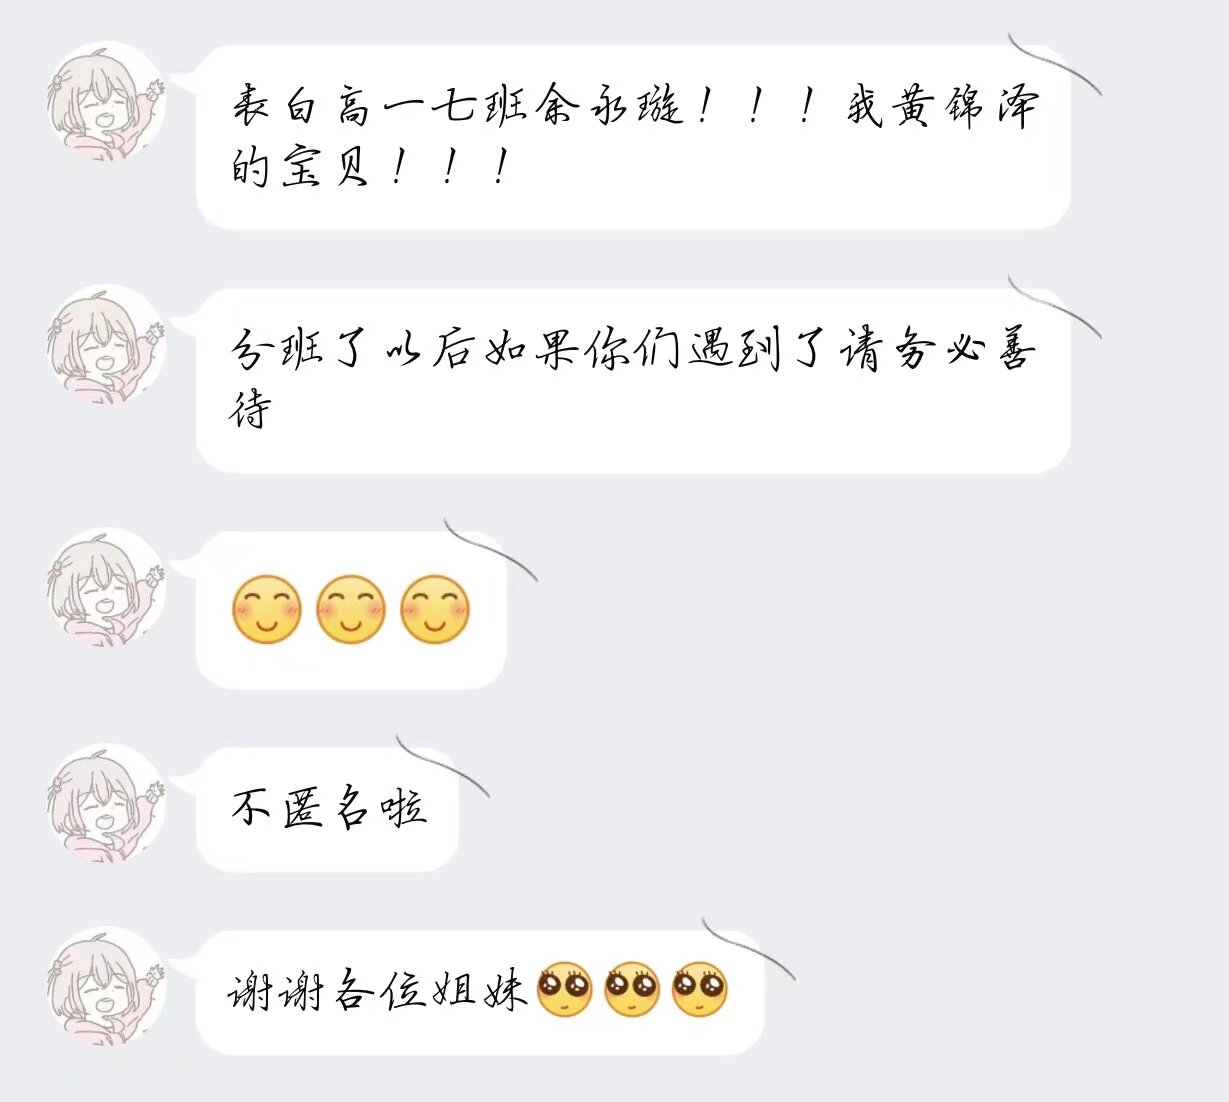 表白高一七班余永璇！！！我黄锦泽
的宝贝！！！
分班了以后如果你们遇到了请务必善
待
不匿名啦
谢谢各位姐妹